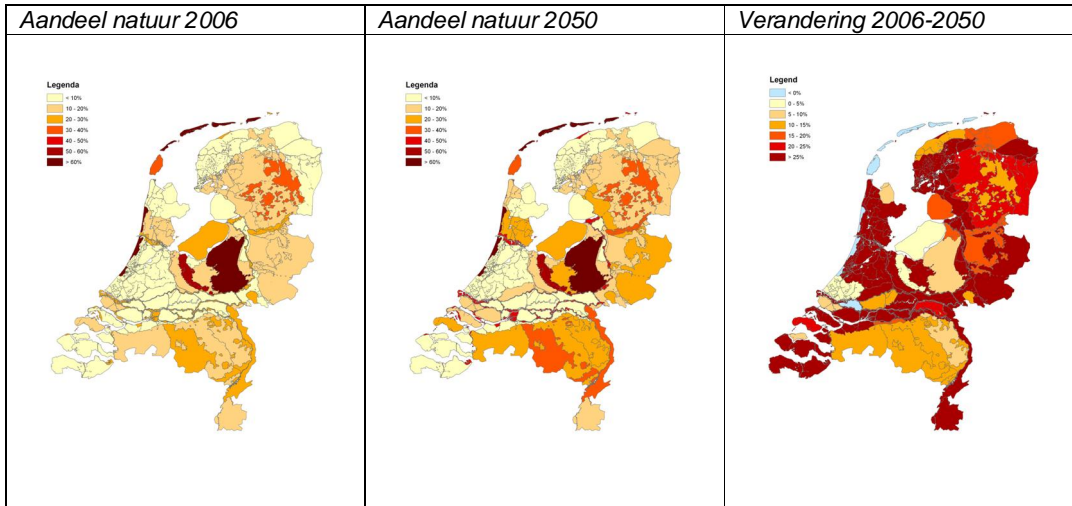 Aandeel natuur 2006
Aandeel natuur 2050
Verandering 2006-2050
Legenda
< 10%
10 - 20%
20 - 30%
30 - 40%
40 - 50%
50 - 60%
> 60%
Legenda
< 10%
10 - 20%
20 - 30%
30 - 40%
40 - 50%
50 - 60%
> 60%
Legend
< 0%
0 - 5%
5 - 10%
10 - 15%
15 - 20%
20 - 25%
> 25%